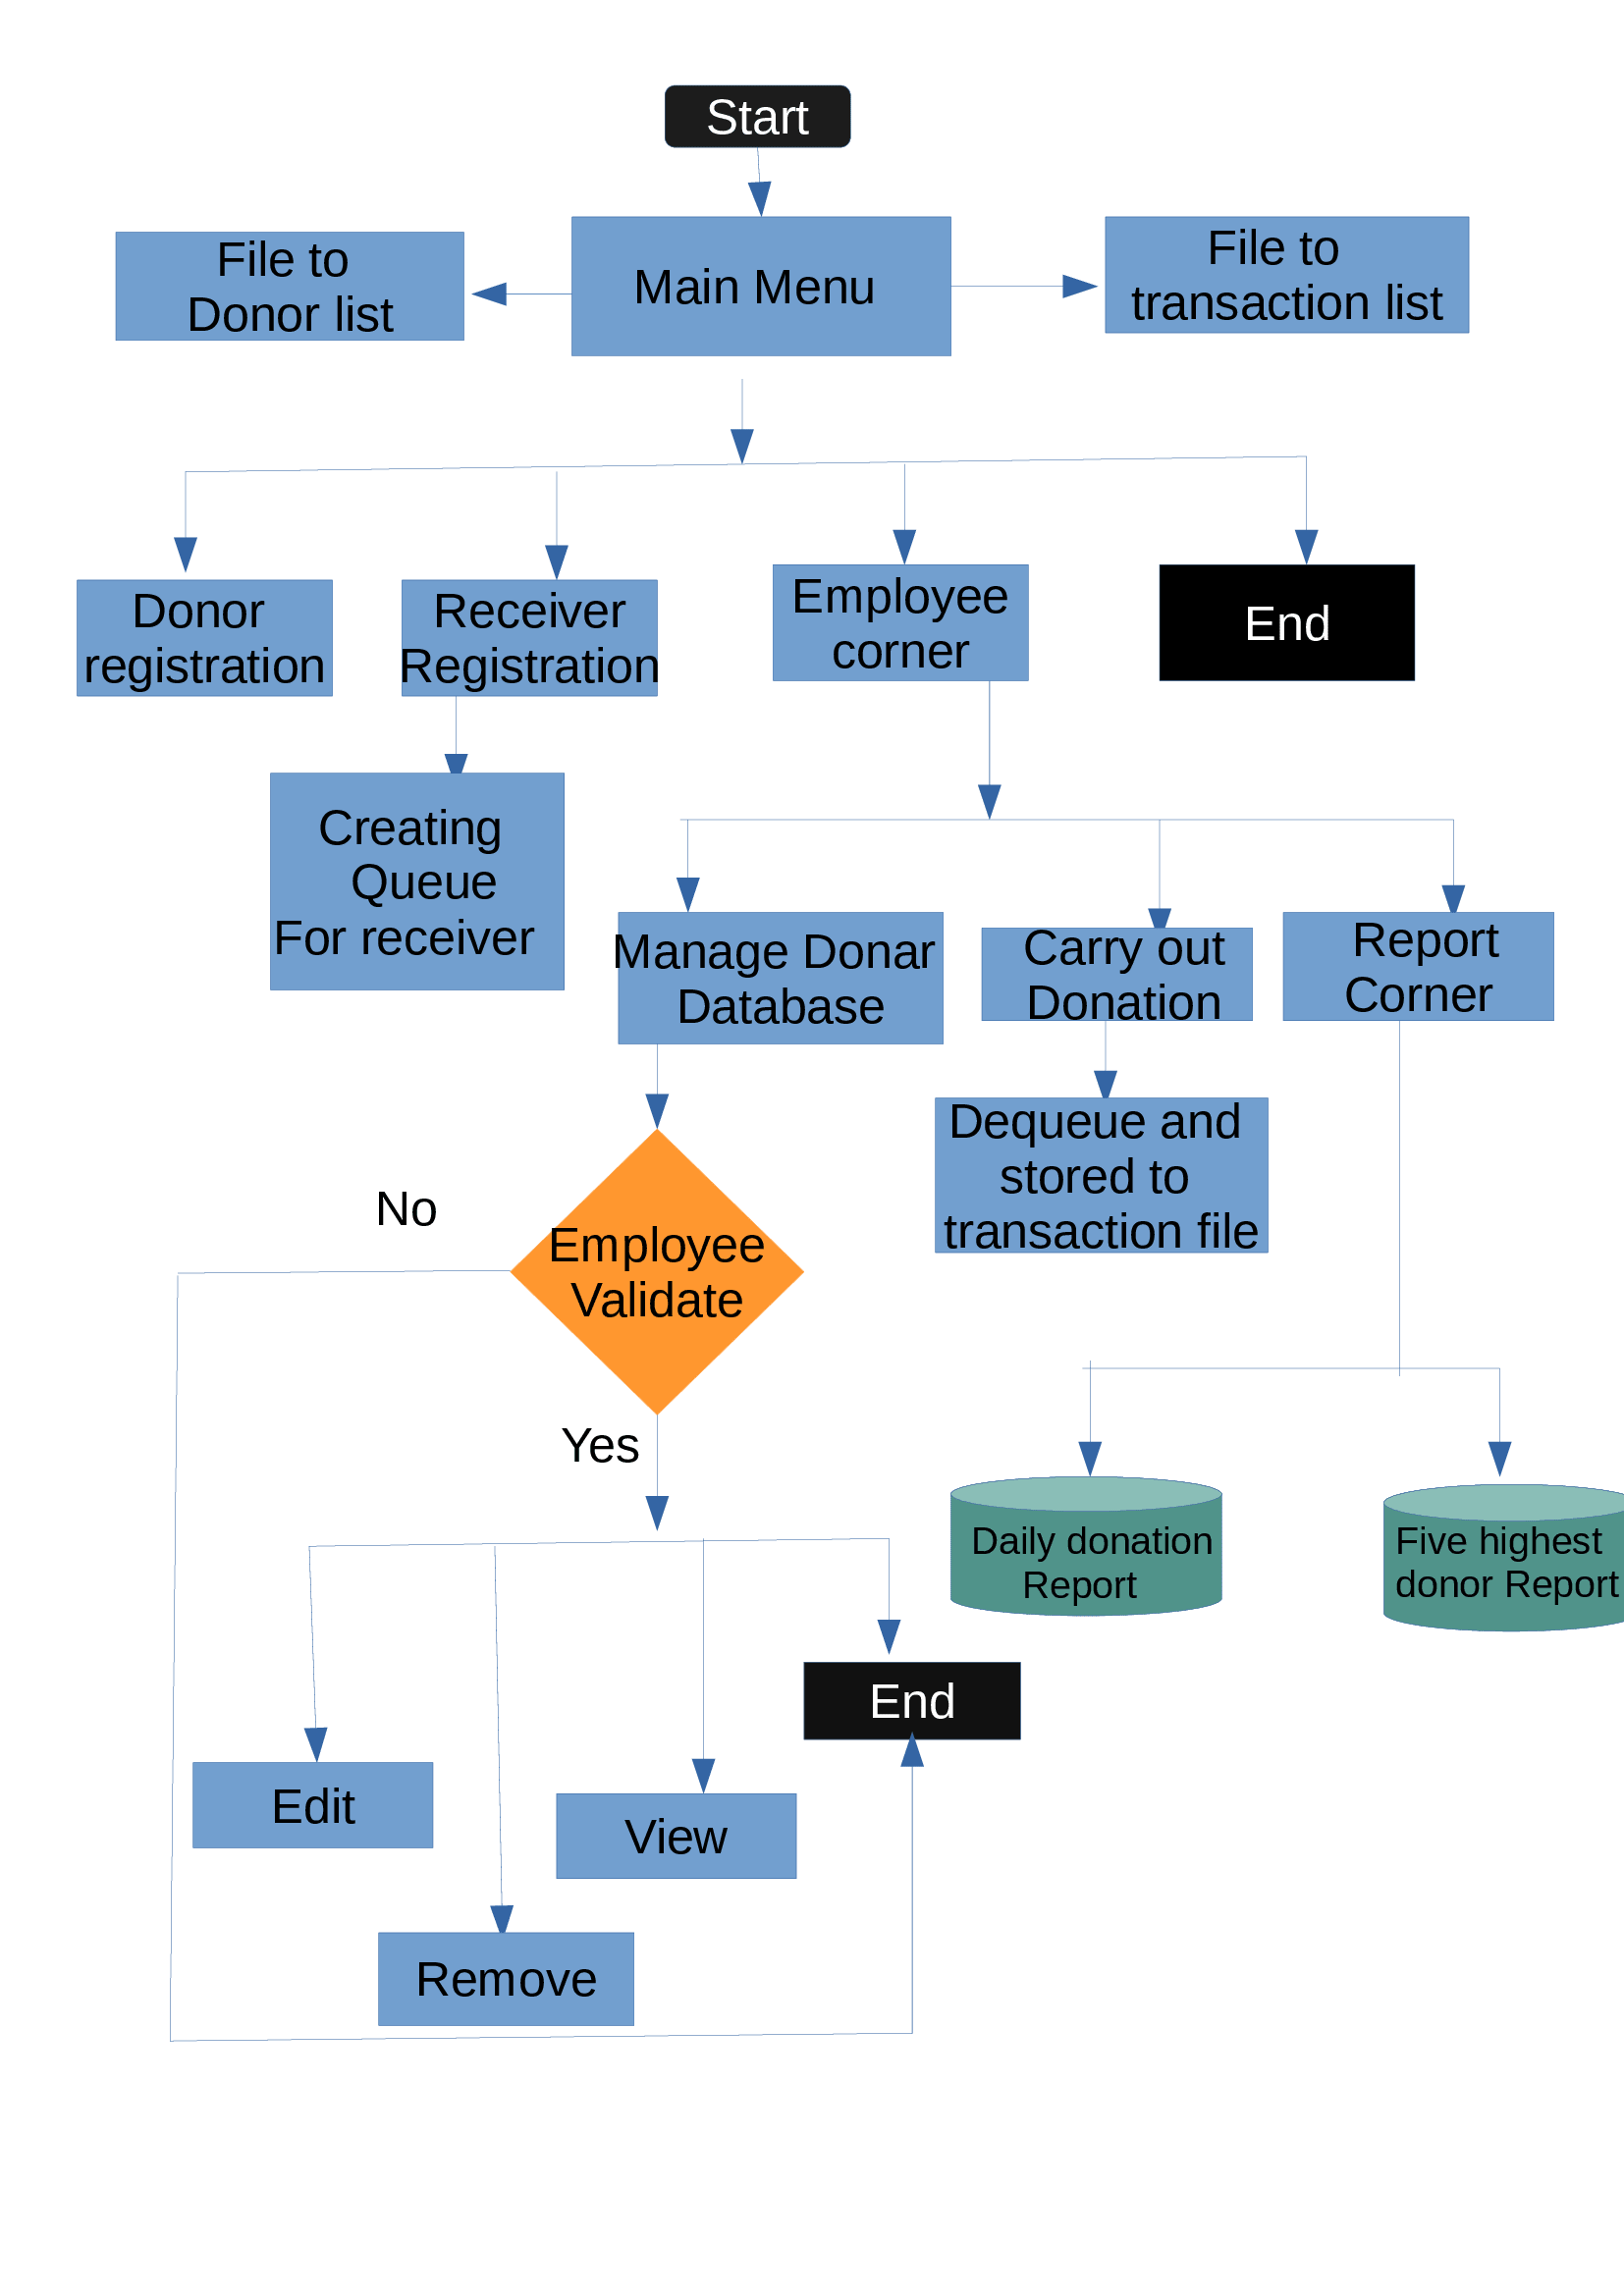 Start
File to
Donor list
Main Menu
File to
transaction list
Donor
registration
Receiver
Registration
Employee
corner
End
Creating
Queue
For receiver
Manage Donar
Database
Carry out
Donation
Report
Corner
Dequeue and
stored to
transaction file
No
Employee
Validate
Yes
Daily donation
Report
Five highest
donor Report
End
Edit
View
Remove